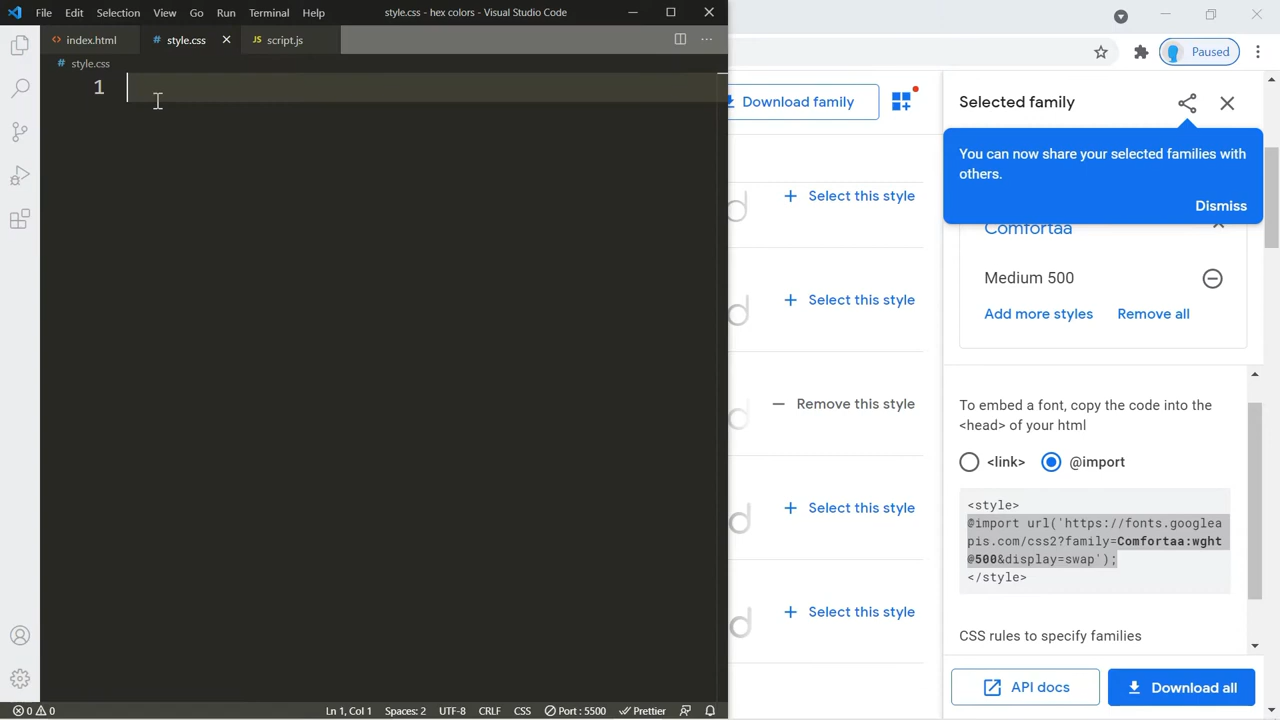 File Edit Selection View Go Run Terminal Help style.css - hex colors - Visual Studio Code
index.html style.css script.js
style.css
1
Paused
Download family
Selected family
You can now share your selected families with
others.
Dismiss
Comfortaa
Medium 500
Add more styles Remove all
d + Select this style
d + Select this style
d — Remove this style
d + Select this style
d + Select this style
To embed a font, copy the code into the
<head> of your html
<link> @import
<style>
@import url('https://fonts.googlea
pis.com/css2?family=Comfortaa:wght
@500&display=swap');
</style>
CSS rules to specify families
API docs Download all
0 0 Ln 1, Col 1 Spaces: 2 UTF-8 CRLF CSS Port : 5500 Prettier